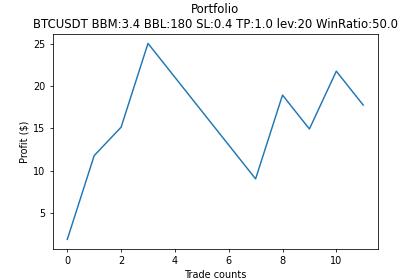 Portfolio
BTCUSDT BBM:3.4 BBL:180 SL:0.4 TP:1.0 lev:20 WinRatio:50.0
25
20
15
10
5
Profit ($)
0 2 4 6 8 10
Trade counts